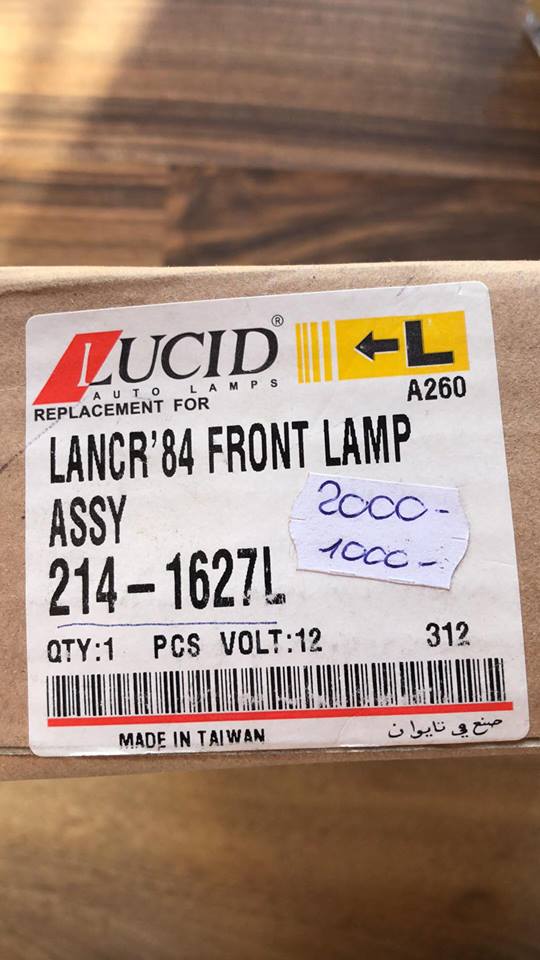 LUCID®
AUTO LAMPS
←L
A260
REPLACEMENT FOR
LANCR'84 FRONT LAMP
ASSY
2000-
1000-
214-1627L
QTY:1 PCS VOLT:12 312
MADE IN TAIWAN صنع في تايوان